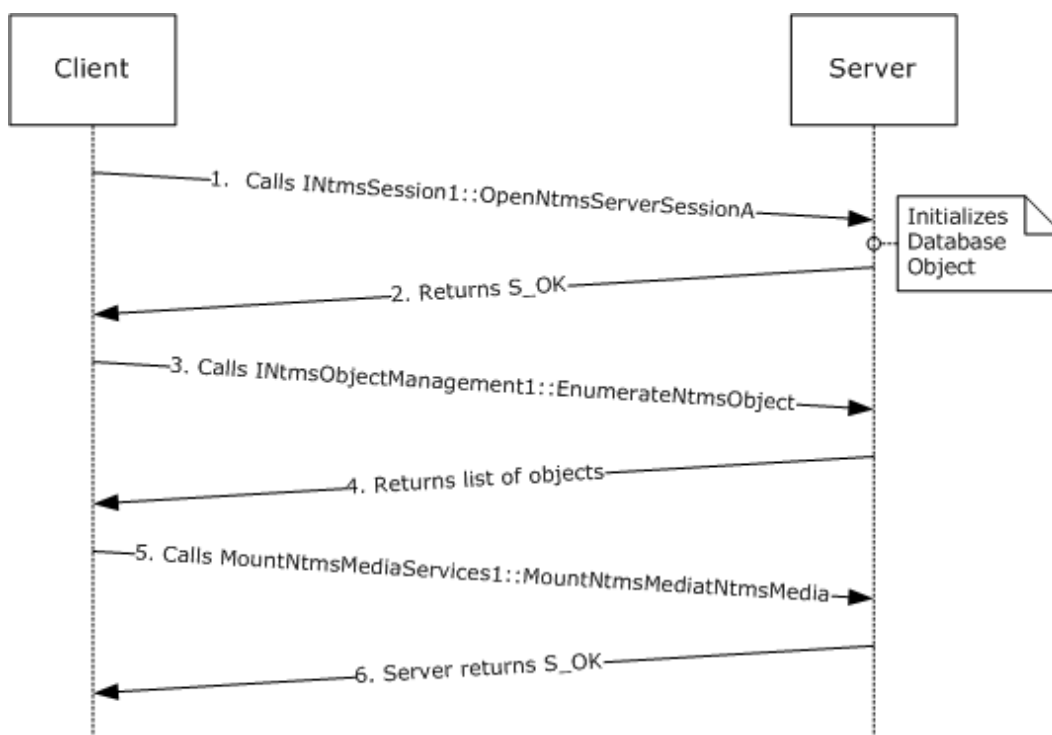 Client
Server
1. Calls INtmsSession1::OpenNtmsServerSessionA
Initializes
Database
Object
2. Returns S_OK
3. Calls INtmsObjectManagement1::EnumerateNtmsObject
4. Returns list of objects
5. Calls MountNtmsMediaServices1::MountNtmsMediatNtmsMedia
6. Server returns S_OK